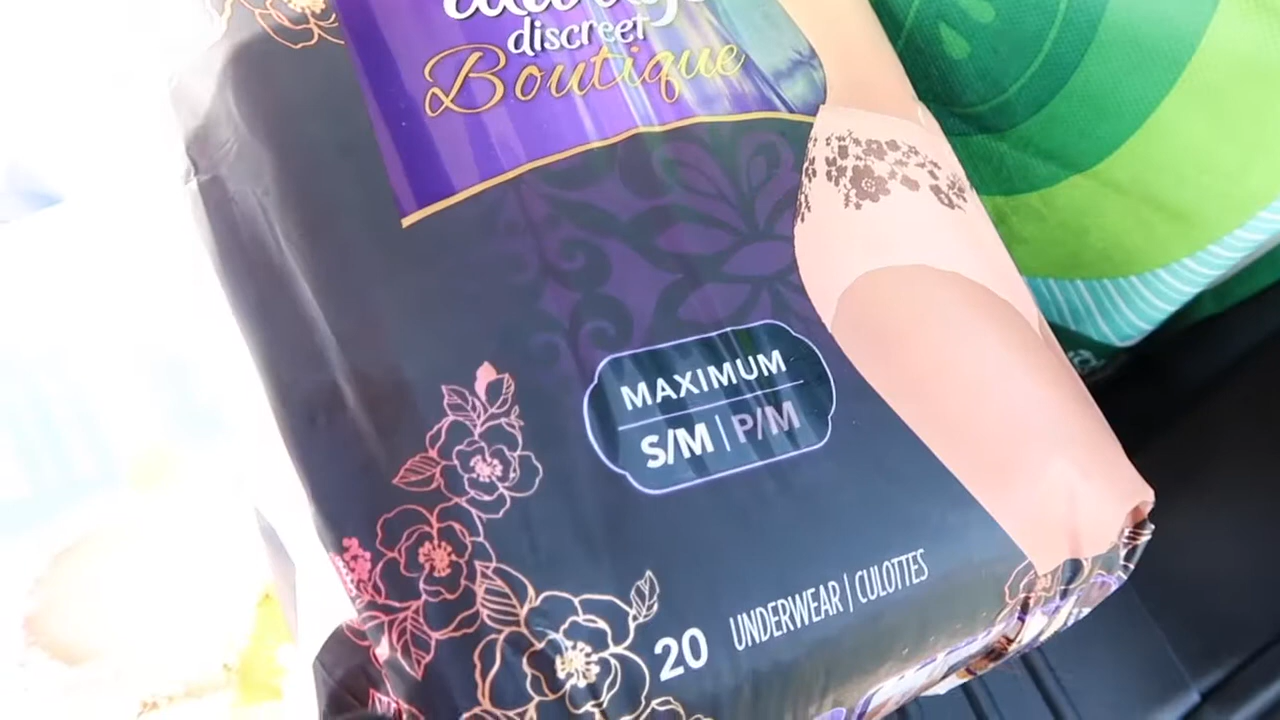 discreet
Boutique
MAXIMUM
S/M | P/M
20 UNDERWEAR | CULOTTES